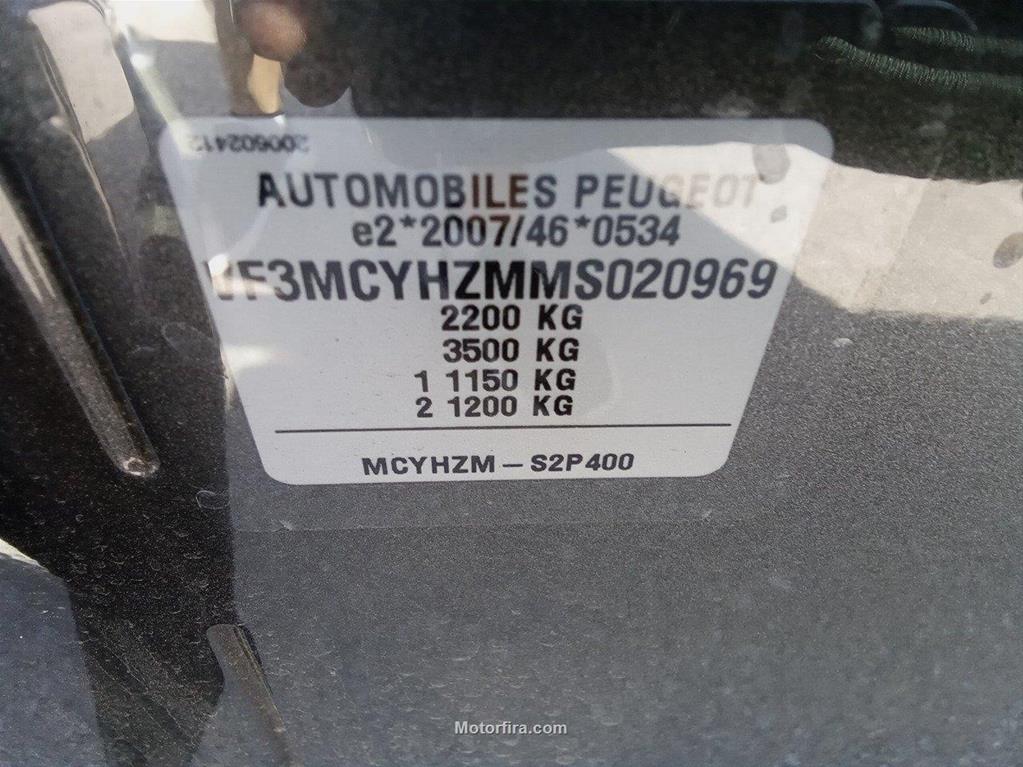 200602412
AUTOMOBILES PEUGEOT
e2*2007/46*0534
VF3MCYHZMMS020969
2200 KG
3500 KG
1 1150 KG
2 1200 KG
MCYHZM – S2P400
Motorfira.com